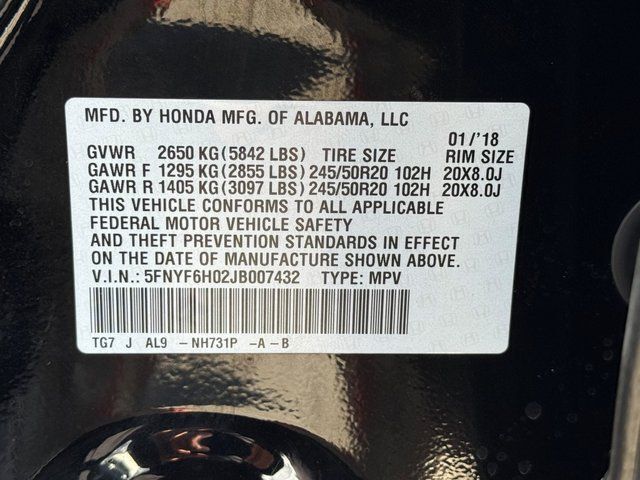 MFD. BY HONDA MFG. OF ALABAMA, LLC
01/'18
GVWR 2650 KG (5842 LBS) TIRE SIZE RIM SIZE
GAWR F 1295 KG (2855 LBS) 245/50R20 102H 20X8.0J
GAWR R 1405 KG (3097 LBS) 245/50R20 102H 20X8.0J
THIS VEHICLE CONFORMS TO ALL APPLICABLE
FEDERAL MOTOR VEHICLE SAFETY
AND THEFT PREVENTION STANDARDS IN EFFECT
ON THE DATE OF MANUFACTURE SHOWN ABOVE.
V.I.N.: 5FNYF6H02JB007432 TYPE: MPV
TG7 J AL9 -NH731P -A-B